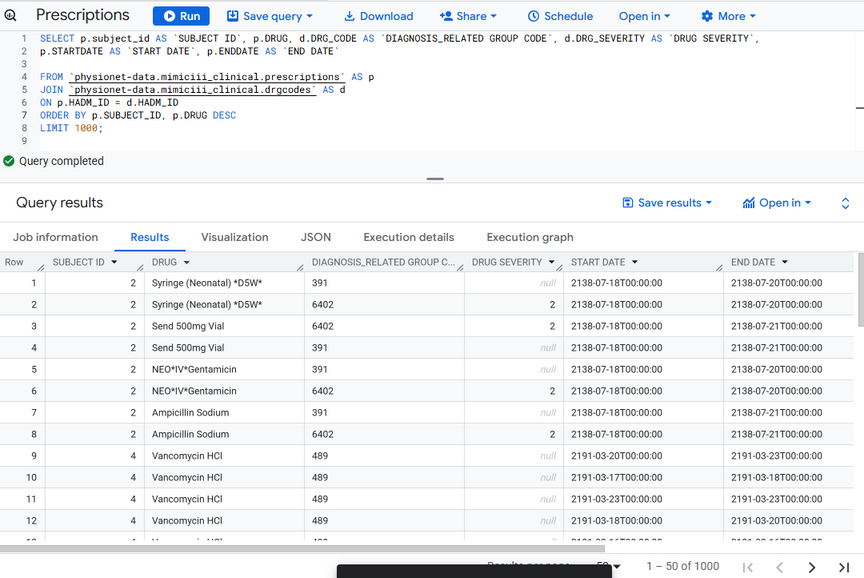 Prescriptions Run Save query Download Share Schedule Open in More
1 SELECT p.subject_id AS `SUBJECT ID`, p.DRUG, d.DRG_CODE AS `DIAGNOSIS_RELATED GROUP CODE`, d.DRG_SEVERITY AS `DRUG SEVERITY`,
2 p.STARTDATE AS `START DATE`, p.ENDDATE AS `END DATE`
3
4 FROM `physionet-data.mimiciii_clinical.prescriptions` AS p
5 JOIN `physionet-data.mimiciii_clinical.drgcodes` AS d
6 ON p.HADM_ID = d.HADM_ID
7 ORDER BY p.SUBJECT_ID, p.DRUG DESC
8 LIMIT 1000;
9
Query completed
Query results Save results Open in
Job information Results Visualization JSON Execution details Execution graph
Row SUBJECT ID DRUG DIAGNOSIS_RELATED GROUP C... DRUG SEVERITY START DATE END DATE
1 2 Syringe (Neonatal) *D5W* 391 null 2138-07-18T00:00:00 2138-07-20T00:00:00
2 2 Syringe (Neonatal) *D5W* 6402 2 2138-07-18T00:00:00 2138-07-20T00:00:00
3 2 Send 500mg Vial 6402 2 2138-07-18T00:00:00 2138-07-21T00:00:00
4 2 Send 500mg Vial 391 null 2138-07-18T00:00:00 2138-07-21T00:00:00
5 2 NEO*IV*Gentamicin 391 null 2138-07-18T00:00:00 2138-07-20T00:00:00
6 2 NEO*IV*Gentamicin 6402 2 2138-07-18T00:00:00 2138-07-20T00:00:00
7 2 Ampicillin Sodium 391 null 2138-07-18T00:00:00 2138-07-21T00:00:00
8 2 Ampicillin Sodium 6402 2 2138-07-18T00:00:00 2138-07-21T00:00:00
9 4 Vancomycin HCl 489 null 2191-03-20T00:00:00 2191-03-23T00:00:00
10 4 Vancomycin HCl 489 null 2191-03-17T00:00:00 2191-03-18T00:00:00
11 4 Vancomycin HCl 489 null 2191-03-23T00:00:00 2191-03-23T00:00:00
12 4 Vancomycin HCl 489 null 2191-03-18T00:00:00 2191-03-20T00:00:00
1 – 50 of 1000